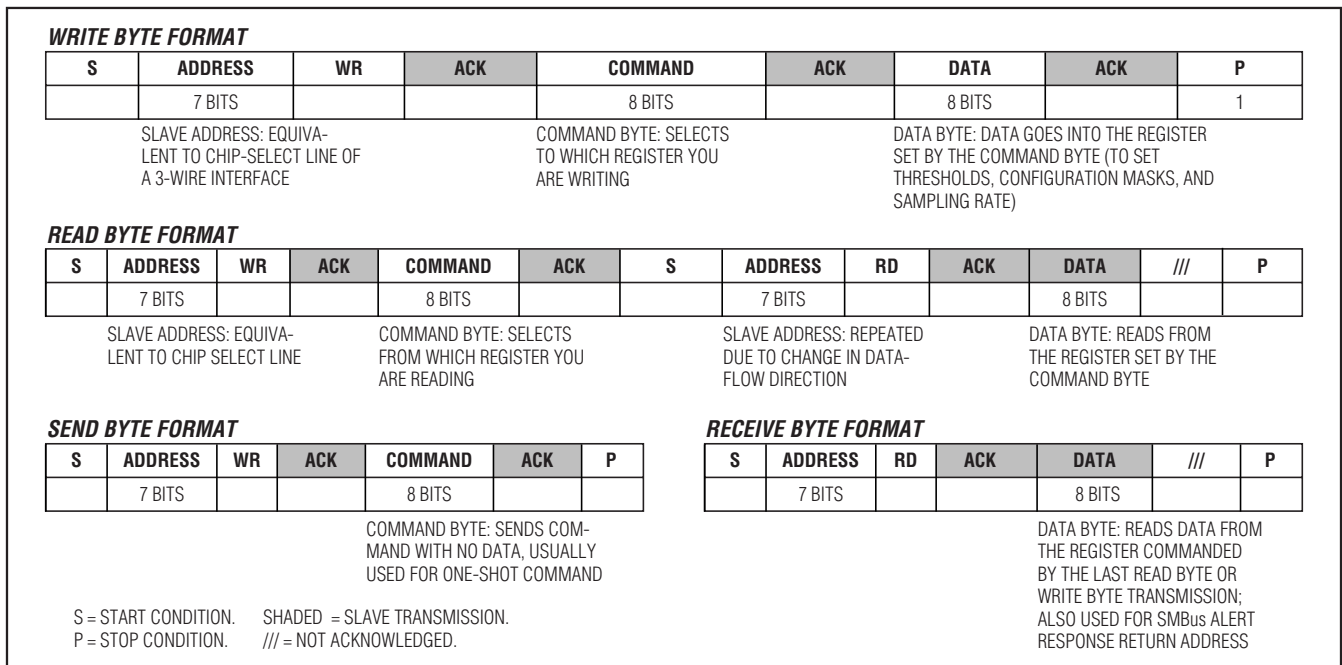 WRITE BYTE FORMAT
S ADDRESS WR ACK COMMAND ACK DATA ACK P
7 BITS 8 BITS 8 BITS 1
SLAVE ADDRESS: EQUIVA-
LENT TO CHIP-SELECT LINE OF
A 3-WIRE INTERFACE
COMMAND BYTE: SELECTS
TO WHICH REGISTER YOU
ARE WRITING
DATA BYTE: DATA GOES INTO THE REGISTER
SET BY THE COMMAND BYTE (TO SET
THRESHOLDS, CONFIGURATION MASKS, AND
SAMPLING RATE)
READ BYTE FORMAT
S ADDRESS WR ACK COMMAND ACK S ADDRESS RD ACK DATA /// P
7 BITS 8 BITS 7 BITS 8 BITS
SLAVE ADDRESS: EQUIVA-
LENT TO CHIP SELECT LINE
COMMAND BYTE: SELECTS
FROM WHICH REGISTER YOU
ARE READING
SLAVE ADDRESS: REPEATED
DUE TO CHANGE IN DATA-
FLOW DIRECTION
DATA BYTE: READS FROM
THE REGISTER SET BY THE
COMMAND BYTE
SEND BYTE FORMAT
S ADDRESS WR ACK COMMAND ACK P
7 BITS 8 BITS
COMMAND BYTE: SENDS COM-
MAND WITH NO DATA, USUALLY
USED FOR ONE-SHOT COMMAND
RECEIVE BYTE FORMAT
S ADDRESS RD ACK DATA /// P
7 BITS 8 BITS
DATA BYTE: READS DATA FROM
THE REGISTER COMMANDED
BY THE LAST READ BYTE OR
WRITE BYTE TRANSMISSION;
ALSO USED FOR SMBus ALERT
RESPONSE RETURN ADDRESS
S = START CONDITION. SHADED = SLAVE TRANSMISSION.
P = STOP CONDITION. /// = NOT ACKNOWLEDGED.